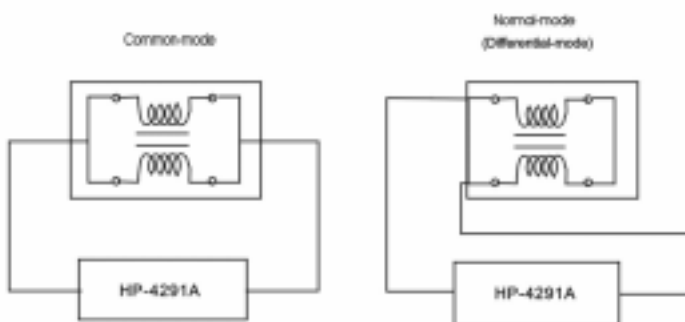 Common-mode
Normal-mode
(Differential-mode)
HP-4291A
HP-4291A